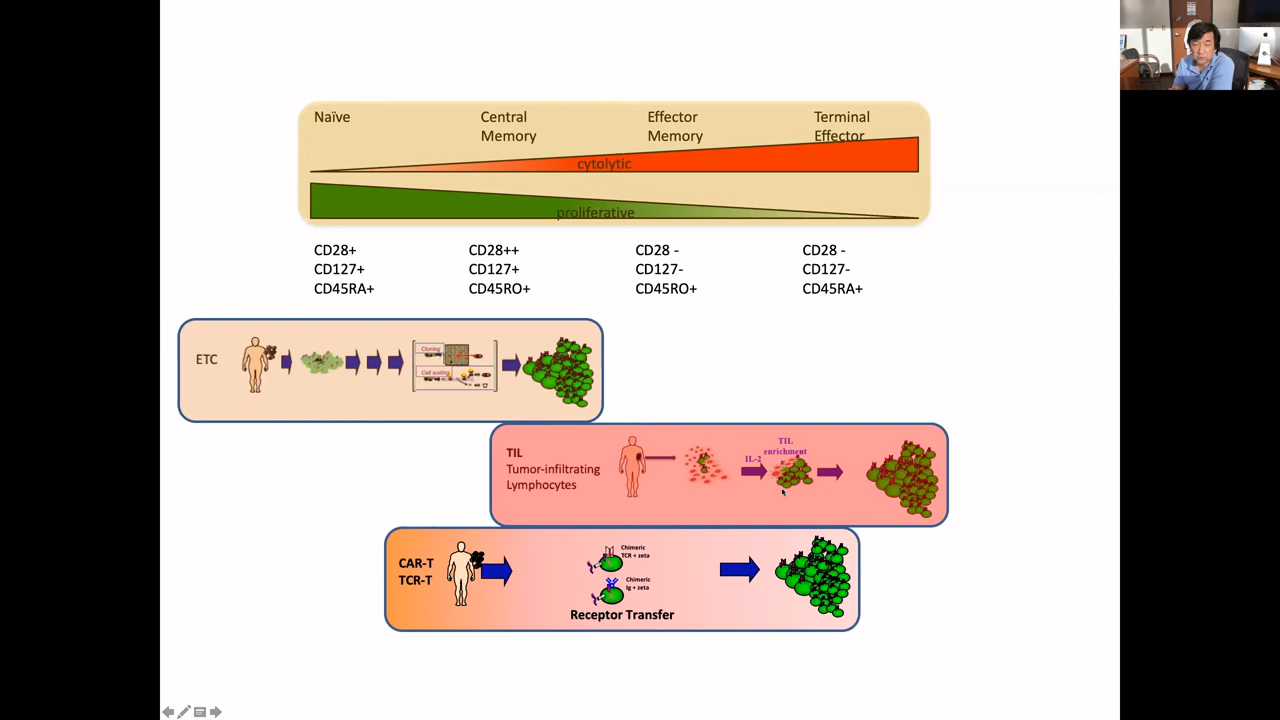 Naïve
Central
Memory
Effector
Memory
Terminal
Effector
cytolytic
proliferative
CD28+
CD127+
CD45RA+
CD28++
CD127+
CD45RO+
CD28 -
CD127-
CD45RO+
CD28 -
CD127-
CD45RA+
ETC
Cloning
Cell sorting
TIL
Tumor-infiltrating
Lymphocytes
IL-2
TIL
enrichment
CAR-T
TCR-T
Chimeric
TCR + zeta
Chimeric
Ig + zeta
Receptor Transfer